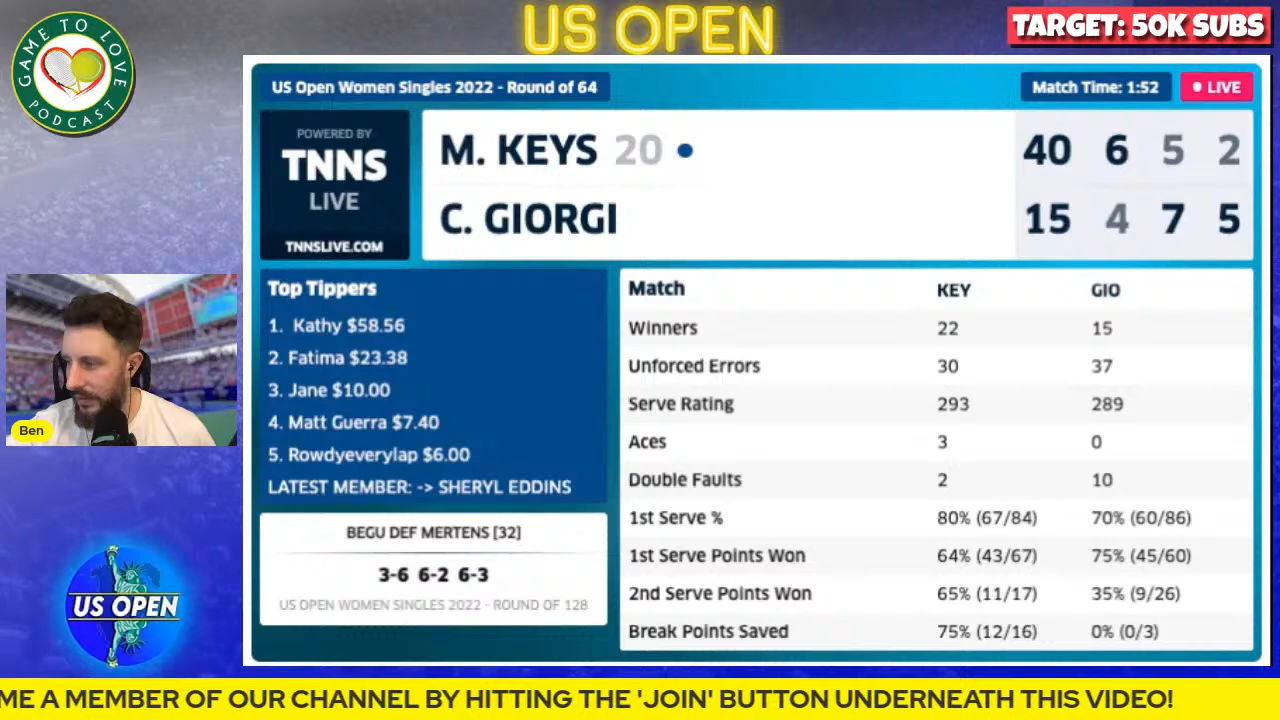 GAME TO LOVE
PODCAST
US OPEN
TARGET: 50K SUBS
US Open Women Singles 2022 - Round of 64
Match Time: 1:52
LIVE
POWERED BY
TNNS
LIVE
TNNSLIVE.COM
M. KEYS 20 40 6 5 2
C. GIORGI 15 4 7 5
Top Tippers
1. Kathy $58.56
2. Fatima $23.38
3. Jane $10.00
4. Matt Guerra $7.40
5. Rowdyeverylap $6.00
LATEST MEMBER: -> SHERYL EDDINS
BEGU DEF MERTENS [32]
3-6 6-2 6-3
US OPEN WOMEN SINGLES 2022 - ROUND OF 128
Match KEY GIO
Winners 22 15
Unforced Errors 30 37
Serve Rating 293 289
Aces 3 0
Double Faults 2 10
1st Serve % 80% (67/84) 70% (60/86)
1st Serve Points Won 64% (43/67) 75% (45/60)
2nd Serve Points Won 65% (11/17) 35% (9/26)
Break Points Saved 75% (12/16) 0% (0/3)
Ben
US OPEN
ME A MEMBER OF OUR CHANNEL BY HITTING THE 'JOIN' BUTTON UNDERNEATH THIS VIDEO!